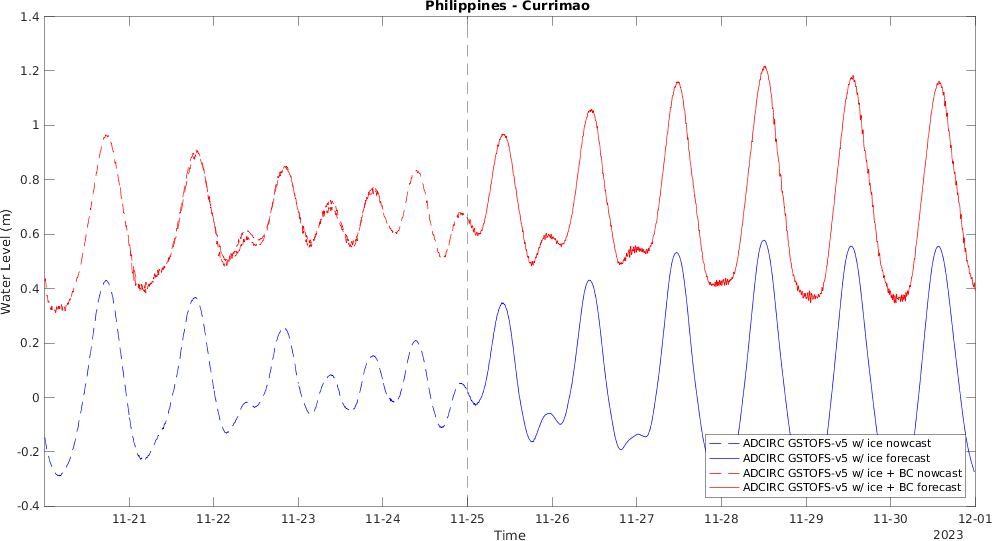 Philippines - Currimao
1.4
1.2
1
0.8
0.6
0.4
0.2
0
-0.2
-0.4
Water Level (m)
ADCIRC GSTOFS-v5 w/ ice nowcast
ADCIRC GSTOFS-v5 w/ ice forecast
ADCIRC GSTOFS-v5 w/ ice + BC nowcast
ADCIRC GSTOFS-v5 w/ ice + BC forecast
11-21 11-22 11-23 11-24 11-25 11-26 11-27 11-28 11-29 11-30 12-01
Time
2023